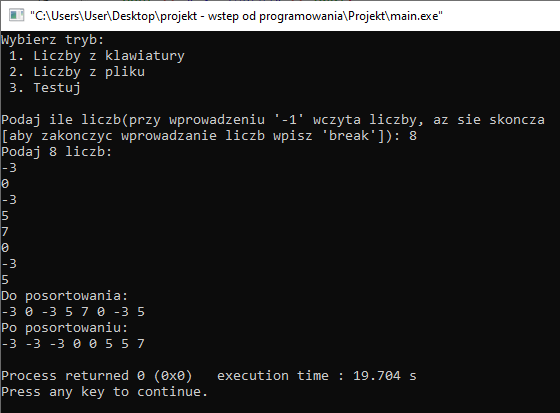 "C:\Users\User\Desktop\projekt - wstep od programowania\Projekt\main.exe"
Wybierz tryb:
1. Liczby z klawiatury
2. Liczby z pliku
3. Testuj
Podaj ile liczb(przy wprowadzeniu '-1' wczyta liczby, az sie skoncza
[aby zakonczyc wprowadzanie liczb wpisz 'break']): 8
Podaj 8 liczb:
-3
0
-3
5
7
0
-3
5
Do posortowania:
-3 0 -3 5 7 0 -3 5
Po posortowaniu:
-3 -3 -3 0 0 5 5 7
Process returned 0 (0x0)   execution time : 19.704 s
Press any key to continue.